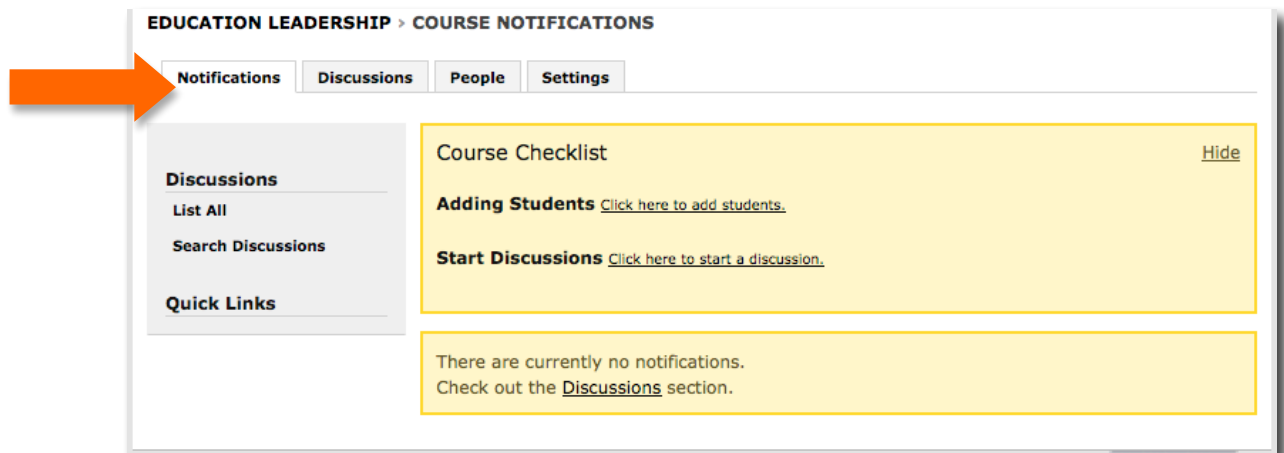 EDUCATION LEADERSHIP > COURSE NOTIFICATIONS
Notifications Discussions People Settings
Discussions
List All
Search Discussions
Quick Links
Course Checklist Hide
Adding Students Click here to add students.
Start Discussions Click here to start a discussion.
There are currently no notifications.
Check out the Discussions section.